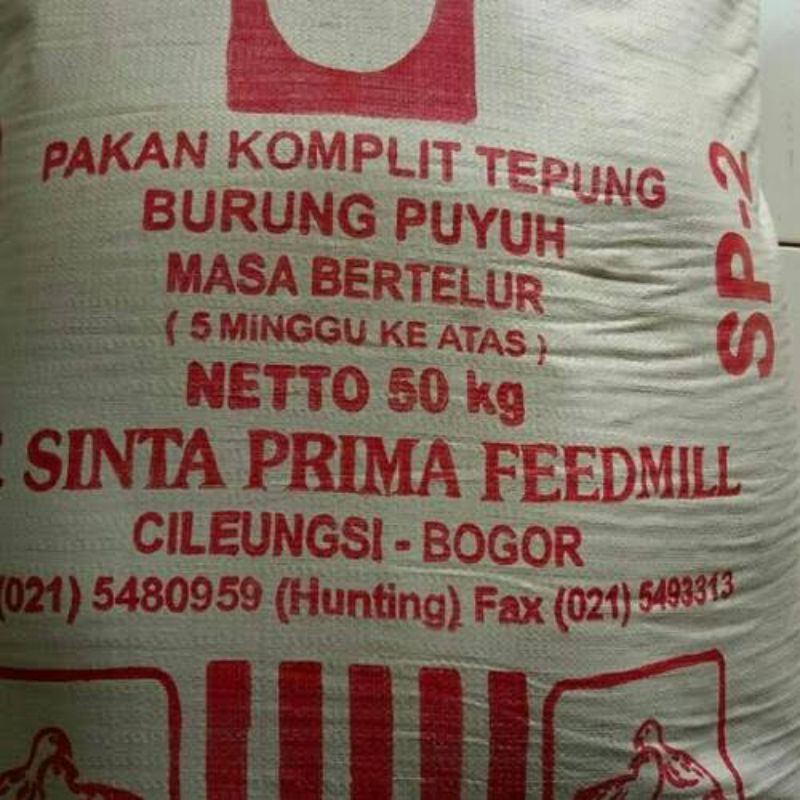 PAKAN KOMPLIT TEPUNG
BURUNG PUYUH
MASA BERTELUR
( 5 MiNGGU KE ATAS )
NETTO 50 kg
SINTA PRIMA FEEDMILL
CILEUNGSI - BOGOR
(021) 5480959 (Hunting) Fax (021) 5493313
SP-2